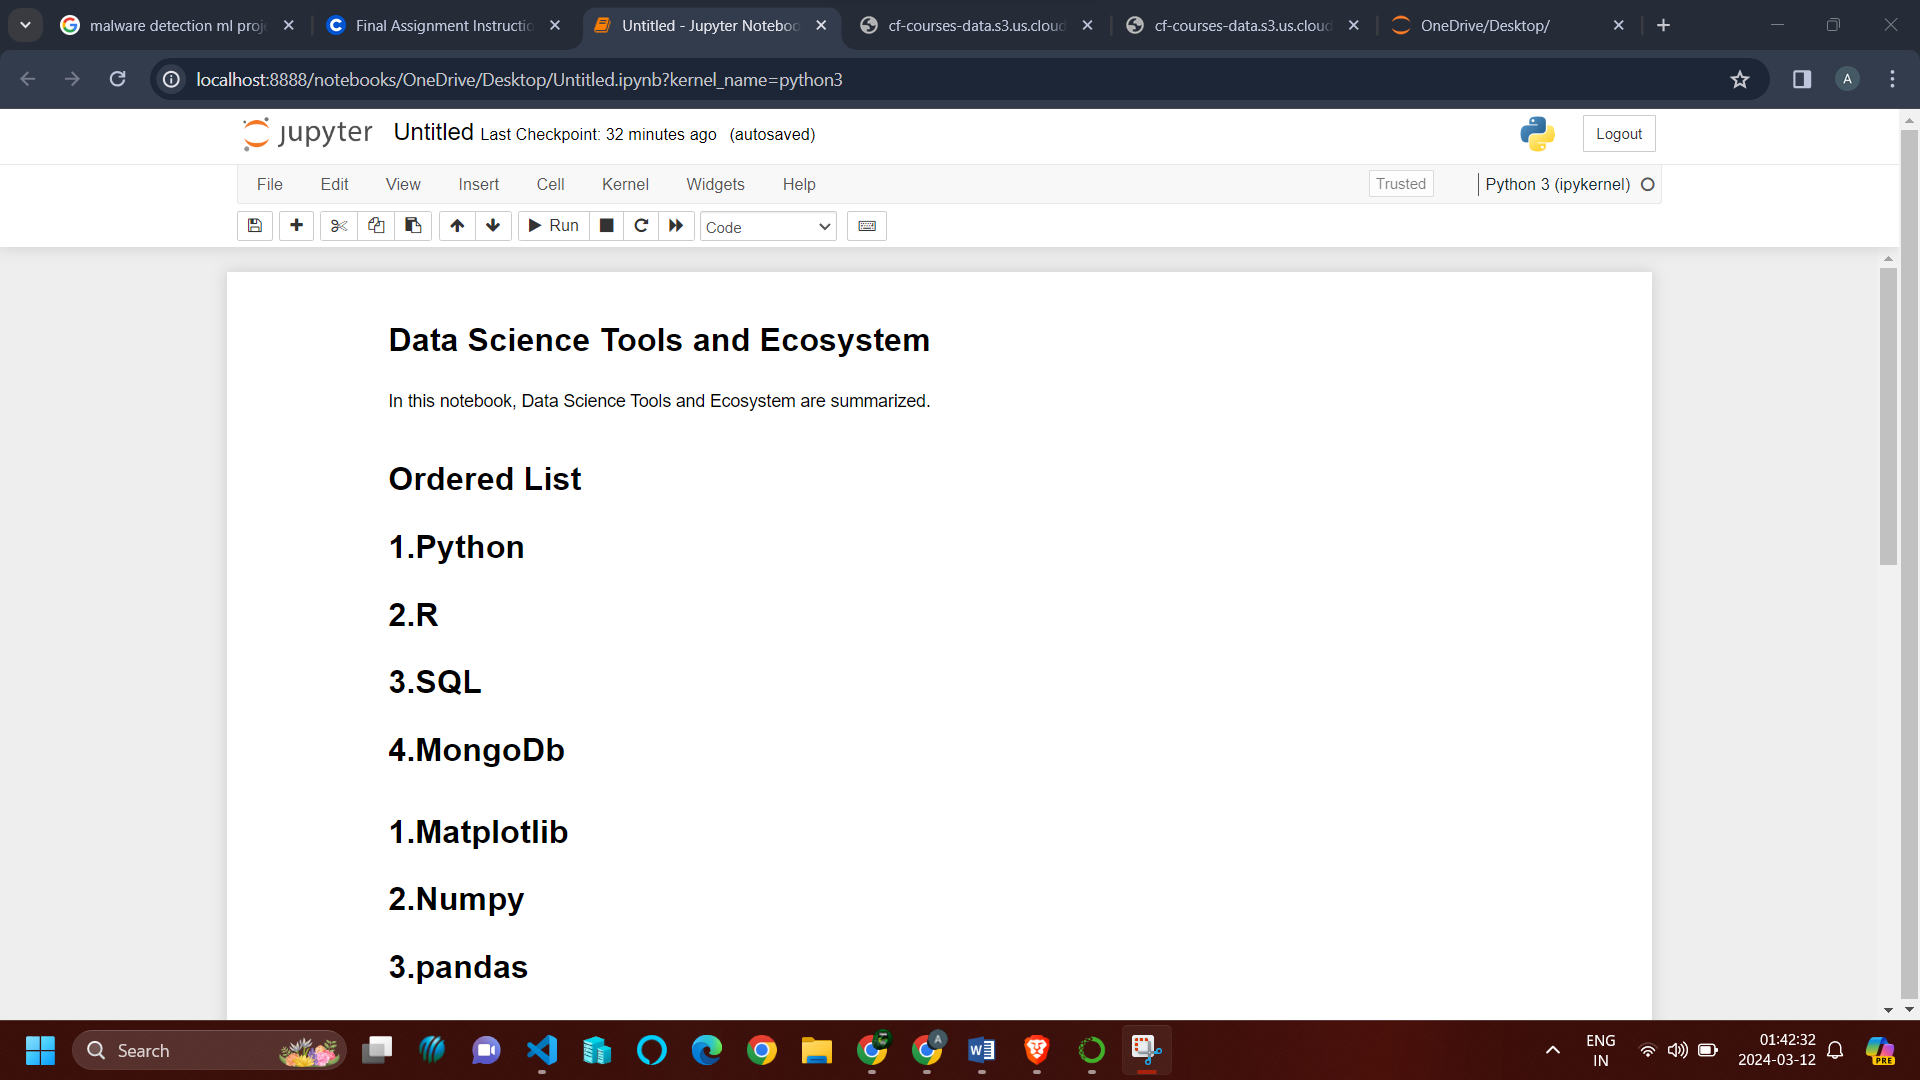 malware detection ml proje
Final Assignment Instructio
Untitled - Jupyter Noteboo
cf-courses-data.s3.us.cloud
cf-courses-data.s3.us.cloud
OneDrive/Desktop/
localhost:8888/notebooks/OneDrive/Desktop/Untitled.ipynb?kernel_name=python3
A
jupyter Untitled Last Checkpoint: 32 minutes ago (autosaved)
Logout
File Edit View Insert Cell Kernel Widgets Help
Trusted
Python 3 (ipykernel)
Run
Code
Data Science Tools and Ecosystem
In this notebook, Data Science Tools and Ecosystem are summarized.
Ordered List
1.Python
2.R
3.SQL
4.MongoDb
1.Matplotlib
2.Numpy
3.pandas
Search
A
ENG
IN
01:42:32
2024-03-12
PRE